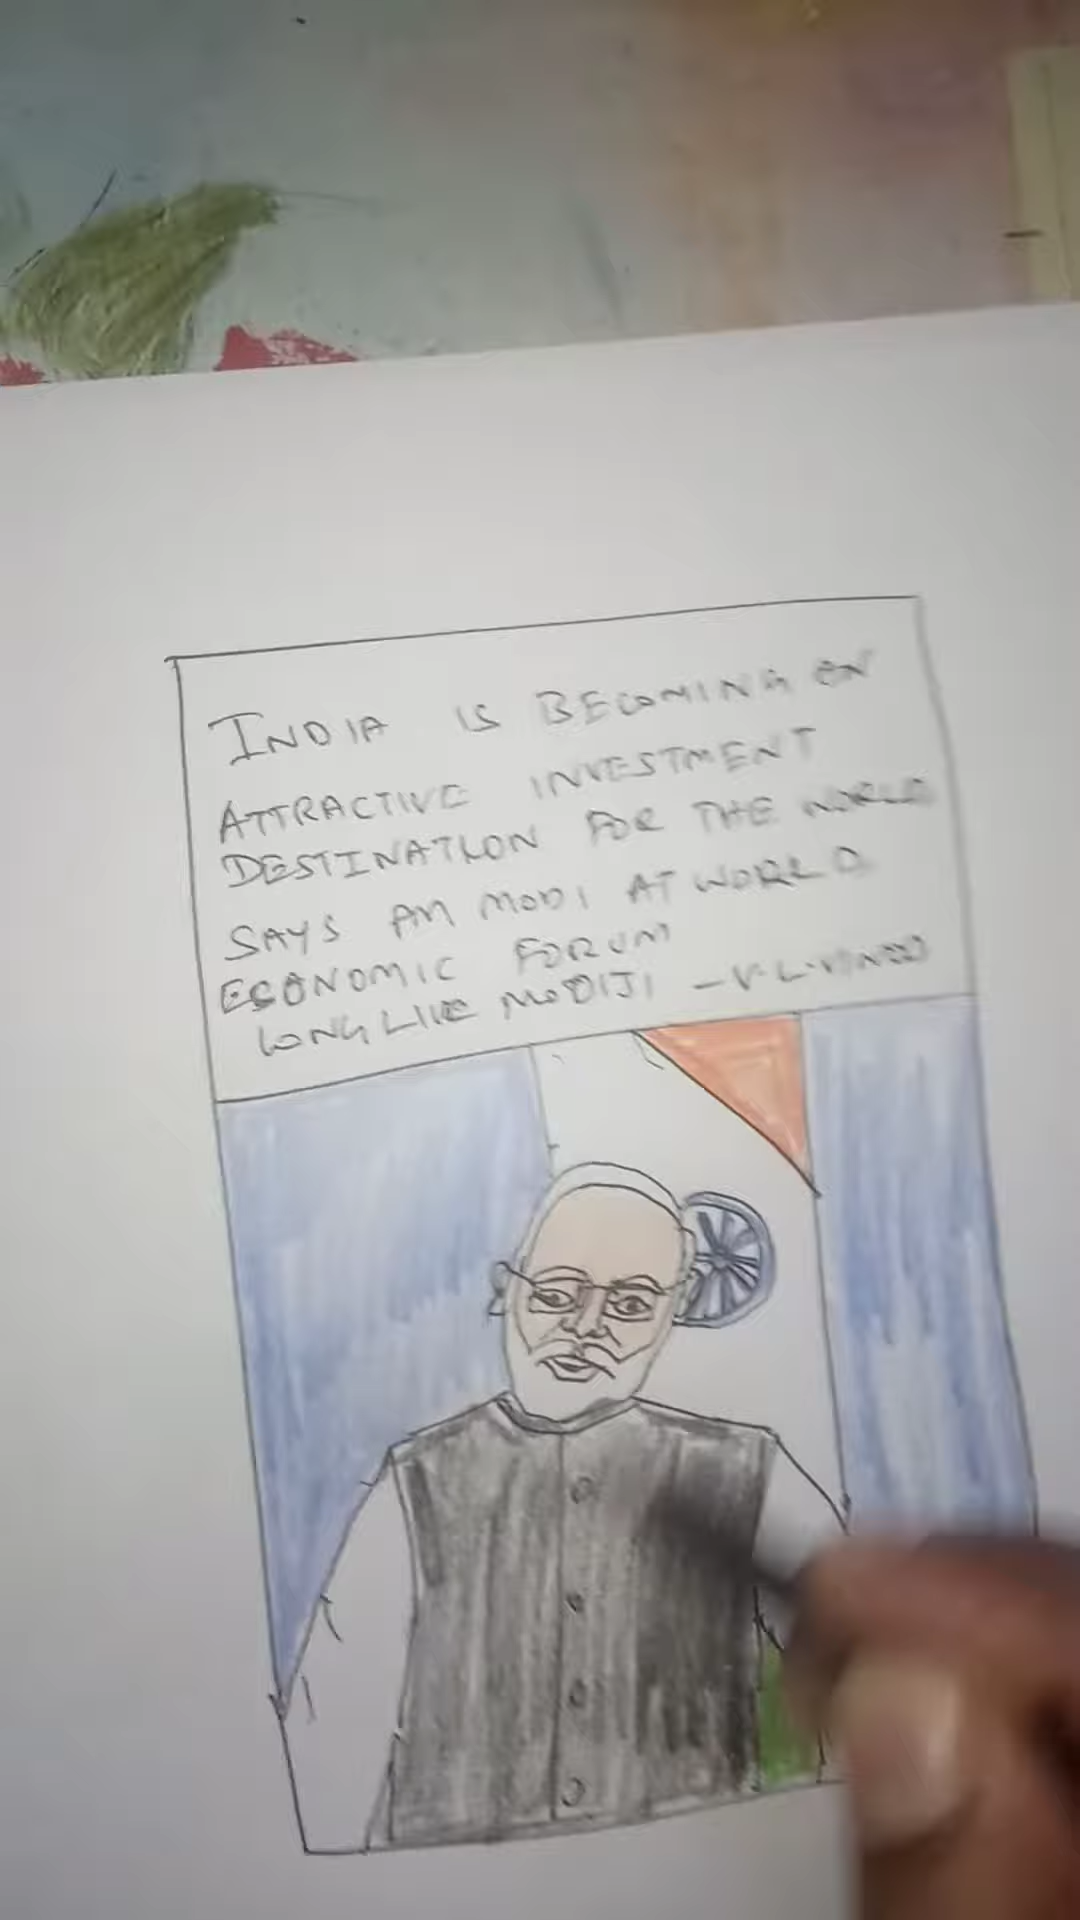 INDIA IS BECOMING AN
ATTRACTIVE INVESTMENT
DESTINATION FOR THE WORLD
SAYS PM MODI AT WORLD
ECONOMIC FORUM
LONG LIVE MODIJI - V.L.VINOD